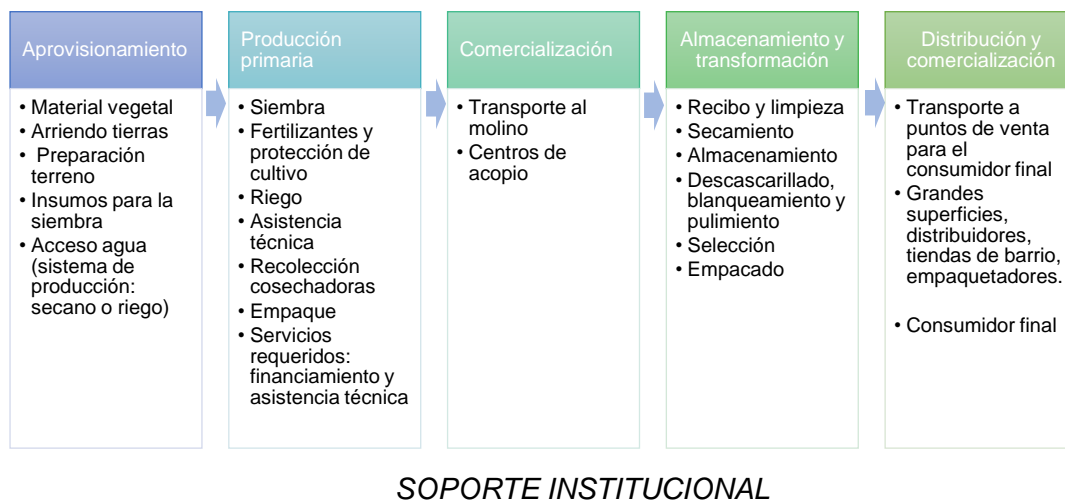 Aprovisionamiento
• Material vegetal
• Arriendo tierras
• Preparación
terreno
• Insumos para la
siembra
• Acceso agua
(sistema de
producción:
secano o riego)
Producción
primaria
• Siembra
• Fertilizantes y
protección de
cultivo
• Riego
• Asistencia
técnica
• Recolección
cosechadoras
• Empaque
• Servicios
requeridos:
financiamiento y
asistencia técnica
Comercialización
• Transporte al
molino
• Centros de
acopio
Almacenamiento y
transformación
• Recibo y limpieza
• Secamiento
• Almacenamiento
• Descascarillado,
blanqueamiento y
pulimiento
• Selección
• Empacado
Distribución y
comercialización
• Transporte a
puntos de venta
para el
consumidor final
• Grandes
superficies,
distribuidores,
tiendas de barrio,
empaquetadores.
• Consumidor final
SOPORTE INSTITUCIONAL